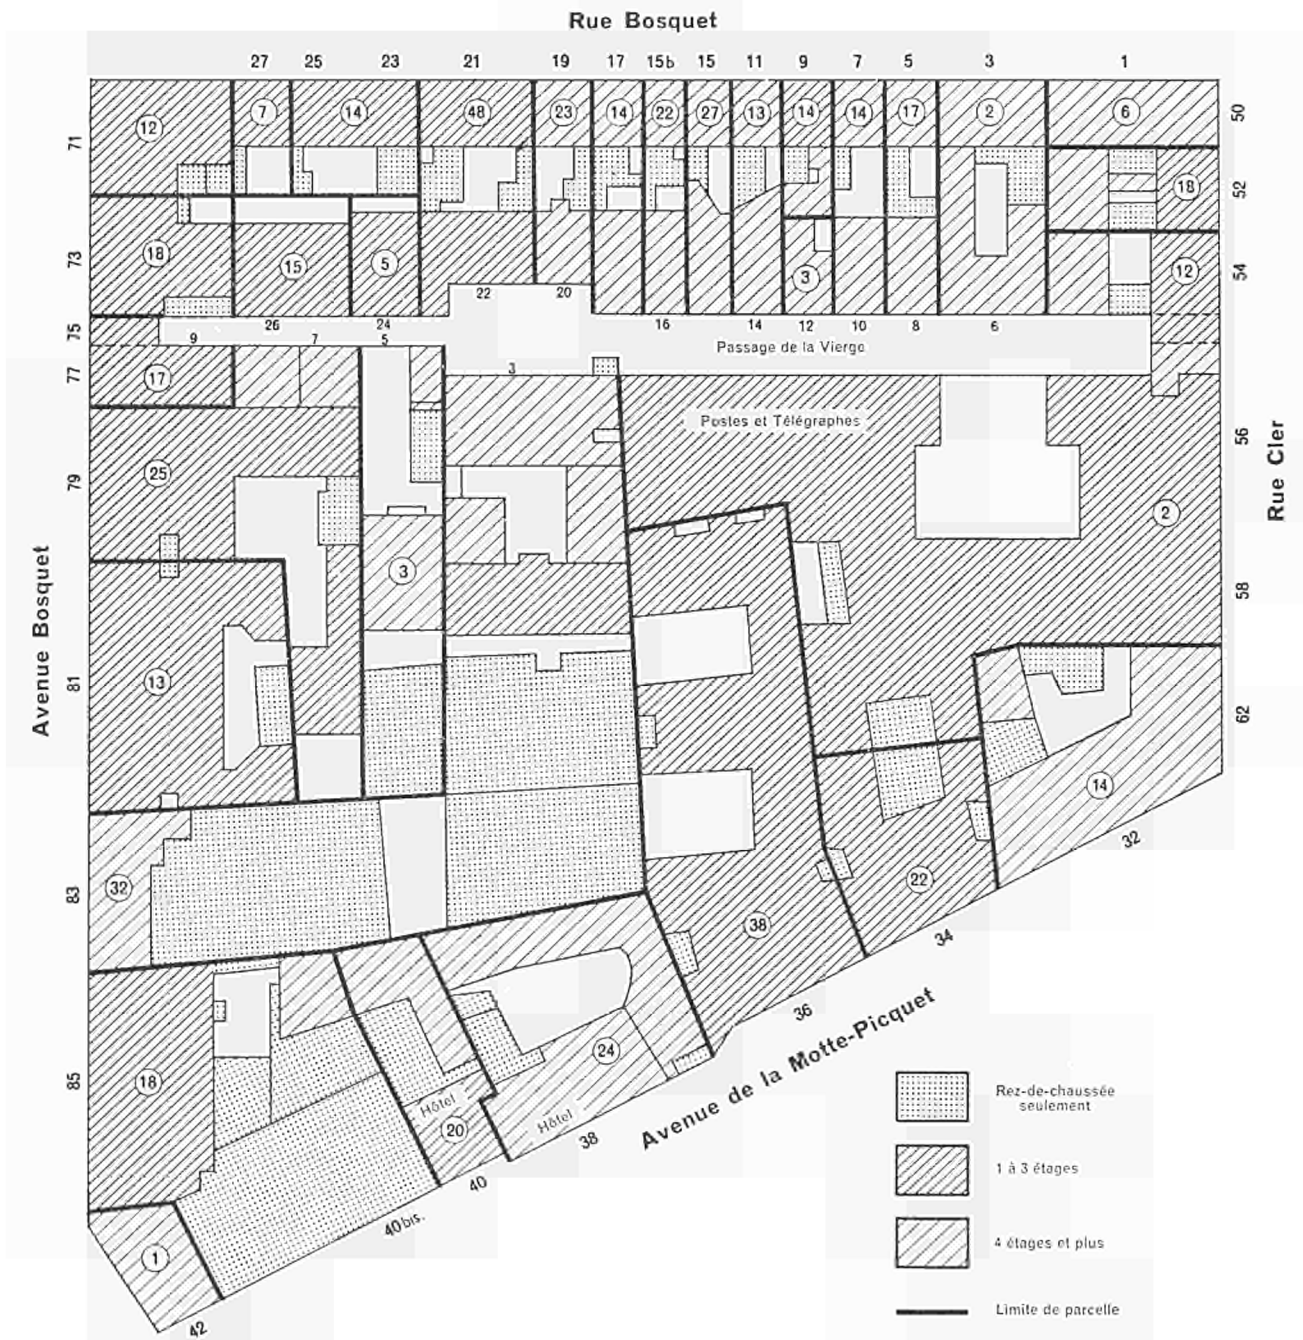 Rue Bosquet
27 25 23 21 19 17 15b 15 11 9 7 5 3 1
12 7 14 48 23 14 22 27 13 14 14 17 2 6
71
50
18
52
18 15 5 3 12
73
54
22 20
75
9 26 7 24 5 16 14 12 10 8 6
Passage de la Vierge
77
17
3
Postes et Télégraphes
56
Rue Cler
79
25
2
3
58
Avenue Bosquet
81
13
62
14
32
83
32
22
38
34
36
Avenue de la Motte-Picquet
85
18
24
Hôtel
20
Hôtel
38
40
40 bis.
1
42
Rez-de-chaussée
seulement
1 à 3 étages
4 étages et plus
Limite de parcelle